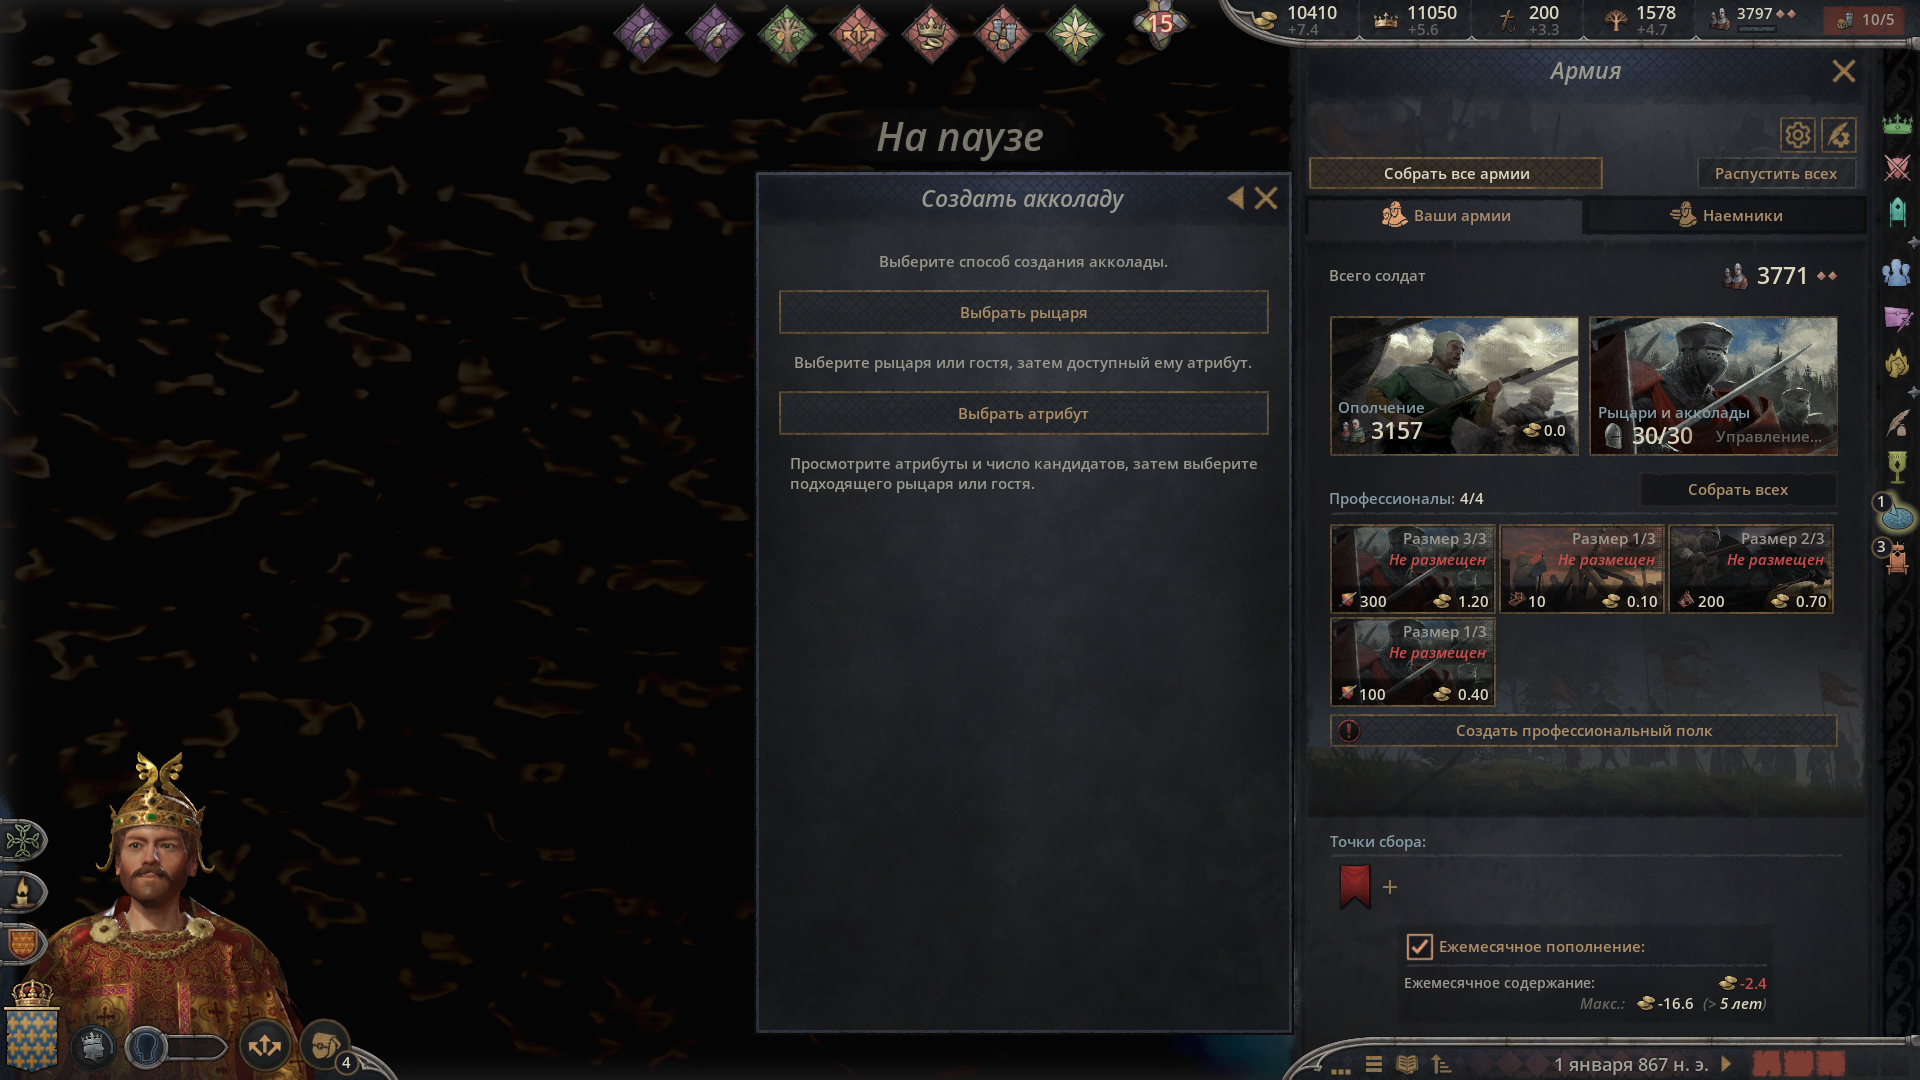 15
10410
+7.4
11050
+5.6
200
+3.3
1578
+4.7
3797
10/5
Армия
На паузе
Собрать все армии
Распустить всех
Создать акколаду
Ваши армии
Наемники
Выберите способ создания акколады.
Всего солдат
3771
Выбрать рыцаря
Выберите рыцаря или гостя, затем доступный ему атрибут.
Выбрать атрибут
Просмотрите атрибуты и число кандидатов, затем выберите
подходящего рыцаря или гостя.
Ополчение
3157
0.0
Рыцари и акколады
30/30
Управление...
Профессионалы: 4/4
Собрать всех
Размер 3/3
Не размещен
300
1.20
Размер 1/3
Не размещен
10
0.10
Размер 2/3
Не размещен
200
0.70
Размер 1/3
Не размещен
100
0.40
1
3
Создать профессиональный полк
Точки сбора:
Ежемесячное пополнение:
Ежемесячное содержание:
-2.4
Макс.: -16.6 (> 5 лет)
4
1 января 867 н. э.